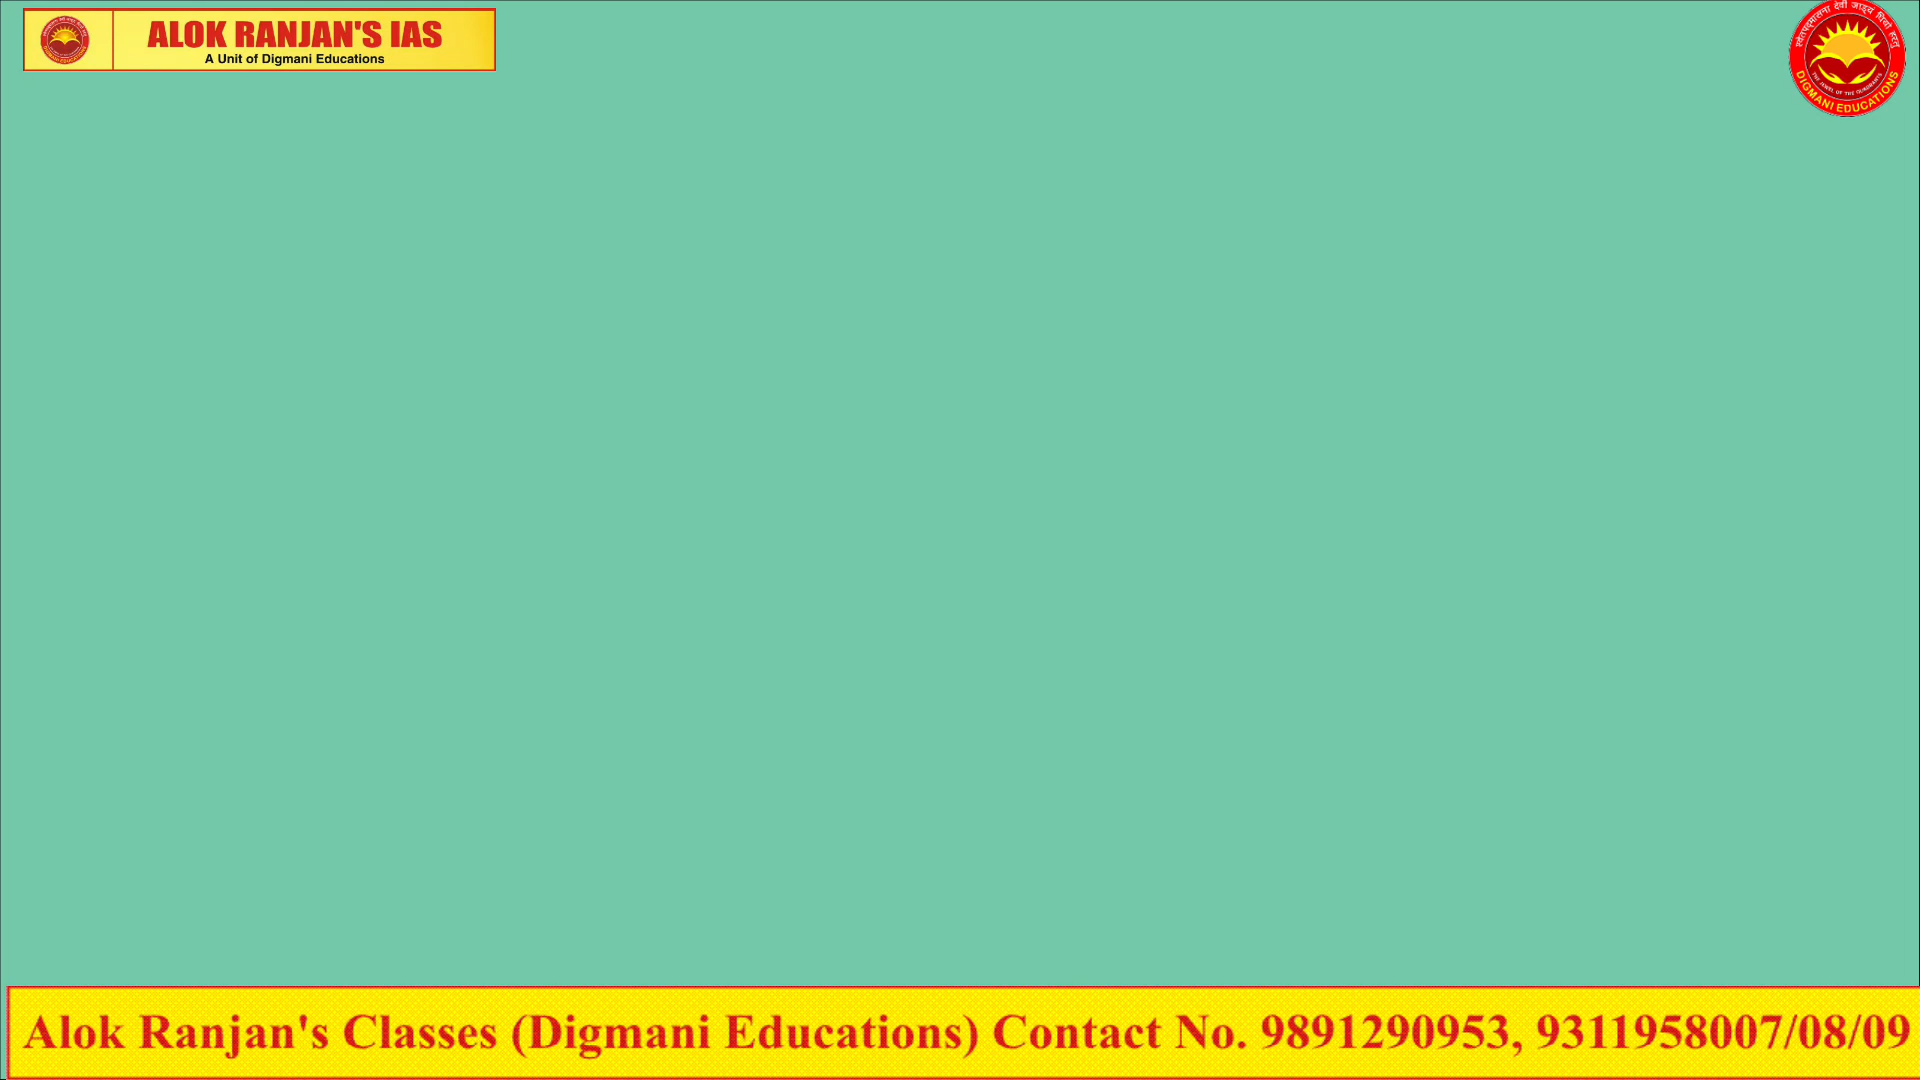 ALOK RANJAN'S IAS
A Unit of Digmani Educations
DIGMANI EDUCATIONS
Alok Ranjan's Classes (Digmani Educations) Contact No. 9891290953, 9311958007/08/09